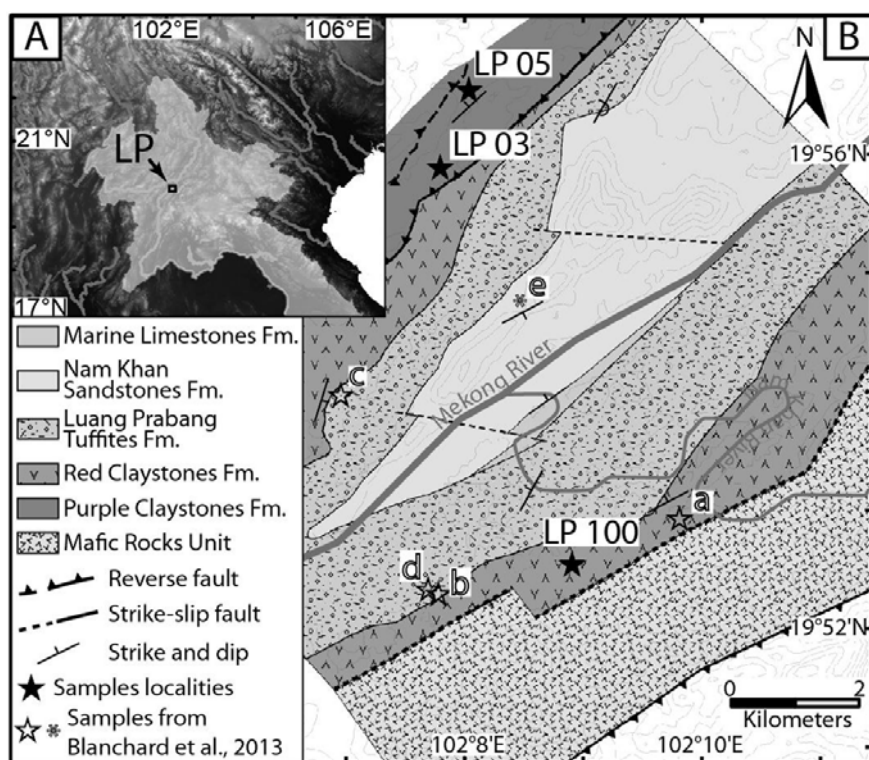 A
102°E
106°E
21°N
LP
17°N
B
N
LP 05
LP 03
19°56'N
e
c
Mekong River
Nam
a
LP 100
d
b
19°52'N
0
2
Kilometers
102°8'E
102°10'E
Marine Limestones Fm.
Nam Khan
Sandstones Fm.
Luang Prabang
Tuffites Fm.
Red Claystones Fm.
Purple Claystones Fm.
Mafic Rocks Unit
Reverse fault
Strike-slip fault
Strike and dip
Samples localities
Samples from
Blanchard et al., 2013